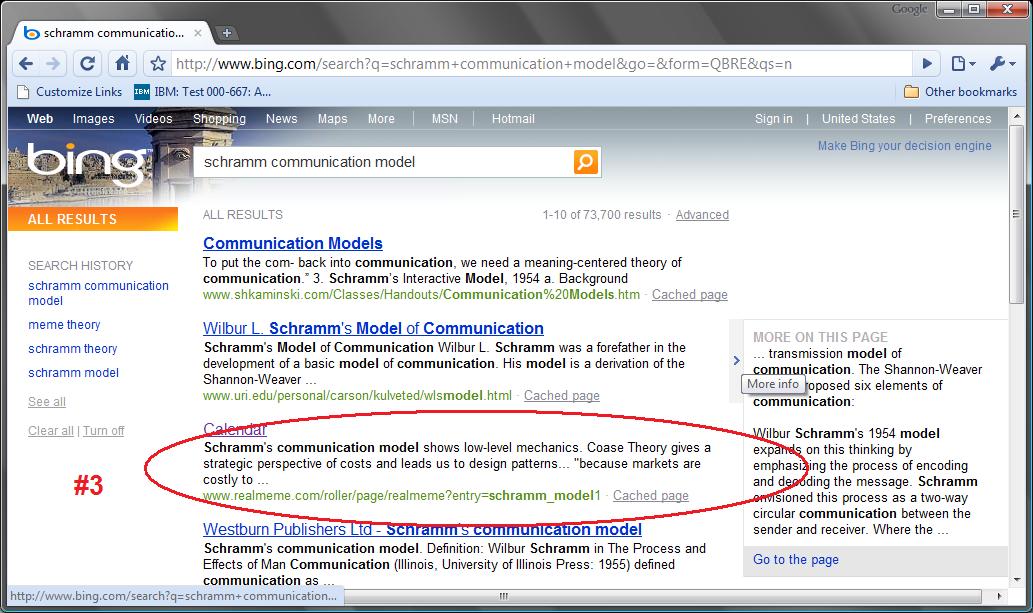 Google
schramm communicatio...
http://www.bing.com/search?q=schramm+communication+model&go=&form=QBRE&qs=n
Customize Links IBM IBM: Test 000-667: A... Other bookmarks
Web Images Videos Shopping News Maps More MSN Hotmail Sign in United States Preferences
bing
schramm communication model
Make Bing your decision engine
ALL RESULTS
SEARCH HISTORY
schramm communication
model
meme theory
schramm theory
schramm model
See all
Clear all | Turn off
#3
ALL RESULTS 1-10 of 73,700 results · Advanced
Communication Models
To put the com- back into communication, we need a meaning-centered theory of
communication.” 3. Schramm’s Interactive Model, 1954 a. Background
www.shkaminski.com/Classes/Handouts/Communication%20Models.htm · Cached page
Wilbur L. Schramm's Model of Communication
Schramm's Model of Communication Wilbur L. Schramm was a forefather in the
development of a basic model of communication. His model is a derivation of the
Shannon-Weaver ...
www.uri.edu/personal/carson/kulveted/wlsmodel.html · Cached page
Calendar
Schramm's communication model shows low-level mechanics. Coase Theory gives a
strategic perspective of costs and leads us to design patterns... "because markets are
costly to ...
www.realmeme.com/roller/page/realmeme?entry=schramm_model1 · Cached page
Westburn Publishers Ltd - Schramm's communication model
Schramm's communication model. Definition: Wilbur Schramm in The Process and
Effects of Man Communication (Illinois, University of Illinois Press: 1955) defined
communication as ...
MORE ON THIS PAGE
... transmission model of
communication. The Shannon-Weaver
More info
posed six elements of
communication:
Wilbur Schramm's 1954 model
expands on this thinking by
emphasizing the process of encoding
and decoding the message. Schramm
envisioned this process as a two-way
circular communication between the
sender and receiver. Where the ...
Go to the page
http://www.bing.com/search?q=schramm+communication...